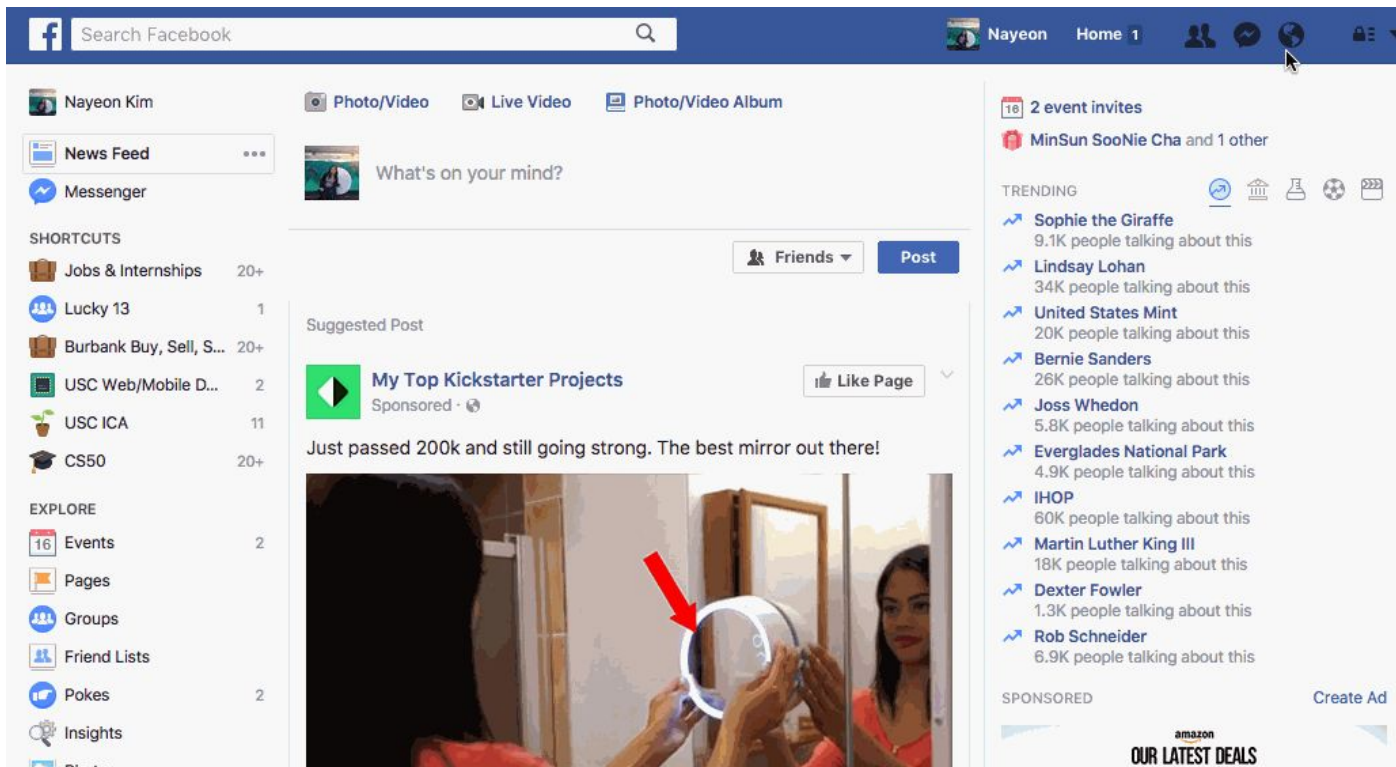 f Search Facebook
Nayeon Home 1
Nayeon Kim
News Feed
Messenger
SHORTCUTS
Jobs & Internships 20+
Lucky 13 1
Burbank Buy, Sell, S... 20+
USC Web/Mobile D... 2
USC ICA 11
CS50 20+
EXPLORE
16 Events 2
Pages
Groups
Friend Lists
Pokes 2
Insights
Photo/Video Live Video Photo/Video Album
What's on your mind?
Friends Post
Suggested Post
My Top Kickstarter Projects
Like Page
Sponsored ·
Just passed 200k and still going strong. The best mirror out there!
16 2 event invites
MinSun SooNie Cha and 1 other
TRENDING
Sophie the Giraffe
9.1K people talking about this
Lindsay Lohan
34K people talking about this
United States Mint
20K people talking about this
Bernie Sanders
26K people talking about this
Joss Whedon
5.8K people talking about this
Everglades National Park
4.9K people talking about this
IHOP
60K people talking about this
Martin Luther King III
18K people talking about this
Dexter Fowler
1.3K people talking about this
Rob Schneider
6.9K people talking about this
SPONSORED Create Ad
amazon
OUR LATEST DEALS